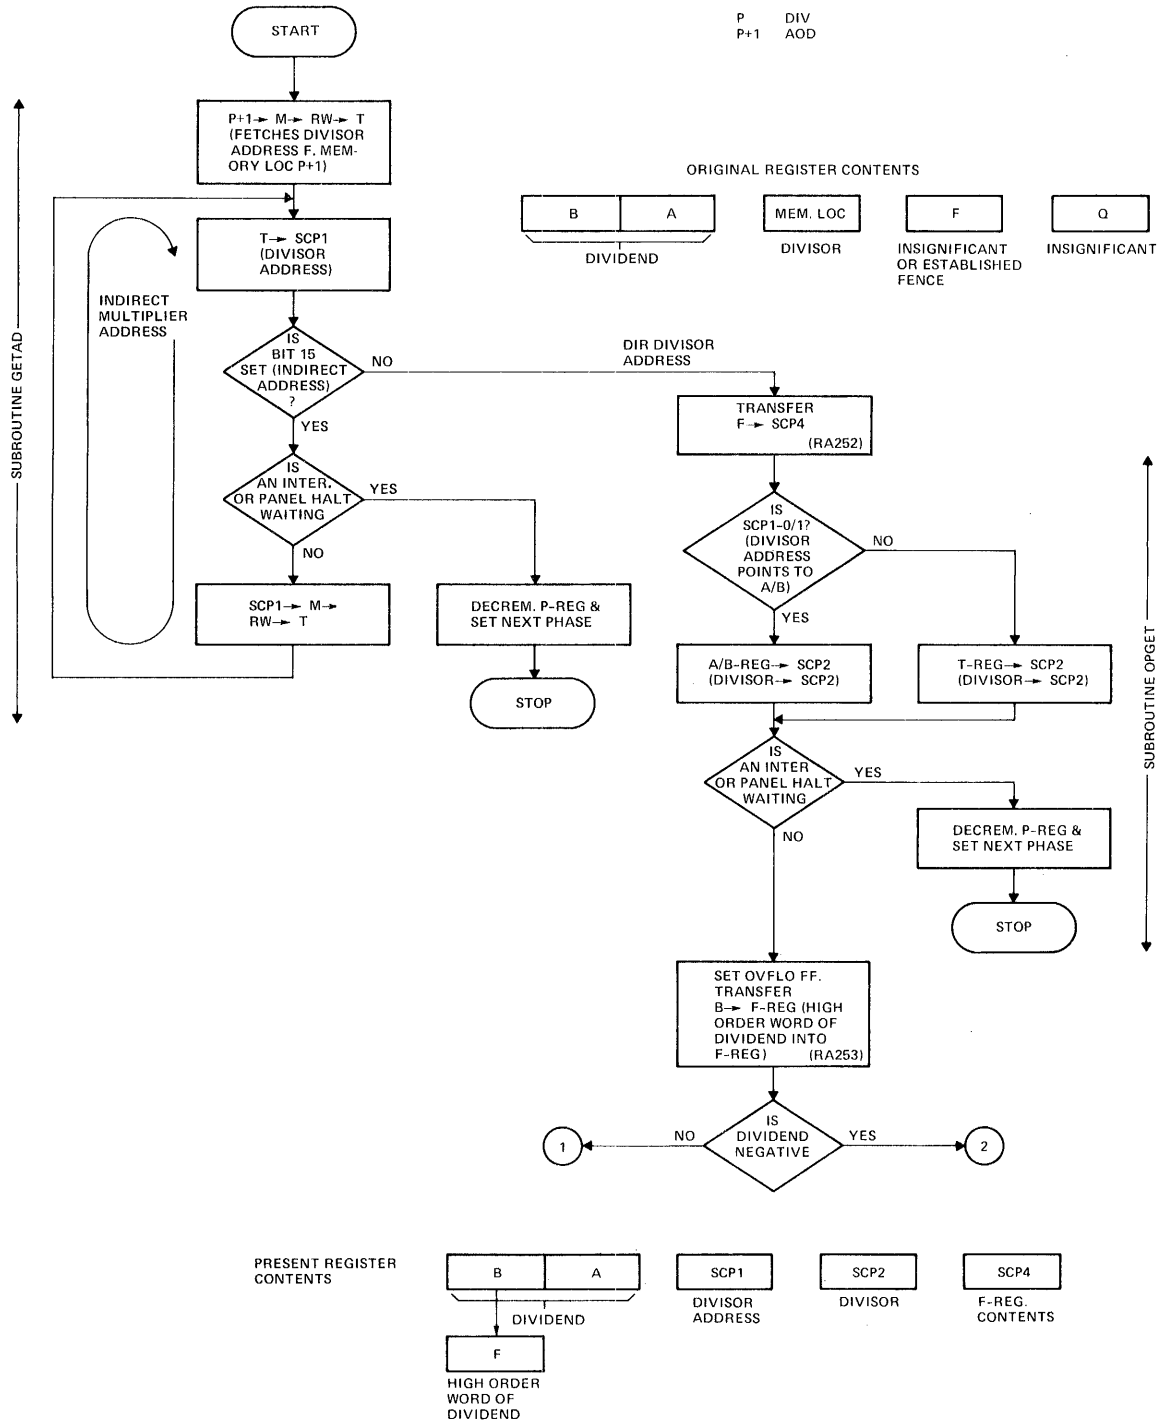 START
P DIV
P+1 AOD
P+1→ M→ RW→ T
(FETCHES DIVISOR
ADDRESS F. MEM-
ORY LOC P+1)
ORIGINAL REGISTER CONTENTS
B A
MEM. LOC
F
Q
DIVIDEND
DIVISOR
INSIGNIFICANT
OR ESTABLISHED
FENCE
INSIGNIFICANT
T→ SCP1
(DIVISOR
ADDRESS)
INDIRECT
MULTIPLIER
ADDRESS
SUBROUTINE GETAD
IS
BIT 15
SET (INDIRECT
ADDRESS)
?
NO
YES
DIR DIVISOR
ADDRESS
TRANSFER
F→ SCP4
(RA252)
IS
AN INTER.
OR PANEL HALT
WAITING
YES
NO
SCP1→ M→
RW→ T
DECREM. P-REG &
SET NEXT PHASE
STOP
IS
SCP1-0/1?
(DIVISOR
ADDRESS
POINTS TO
A/B)
NO
YES
A/B-REG→ SCP2
(DIVISOR→ SCP2)
T-REG→ SCP2
(DIVISOR→ SCP2)
SUBROUTINE OPGET
IS
AN INTER
OR PANEL HALT
WAITING
YES
NO
DECREM. P-REG &
SET NEXT PHASE
STOP
SET OVFLO FF.
TRANSFER
B→ F-REG (HIGH
ORDER WORD OF
DIVIDEND INTO
F-REG) (RA253)
IS
DIVIDEND
NEGATIVE
NO
YES
1
2
PRESENT REGISTER
CONTENTS
B A
SCP1
SCP2
SCP4
DIVIDEND
DIVISOR
ADDRESS
DIVISOR
F-REG.
CONTENTS
F
HIGH ORDER
WORD OF
DIVIDEND